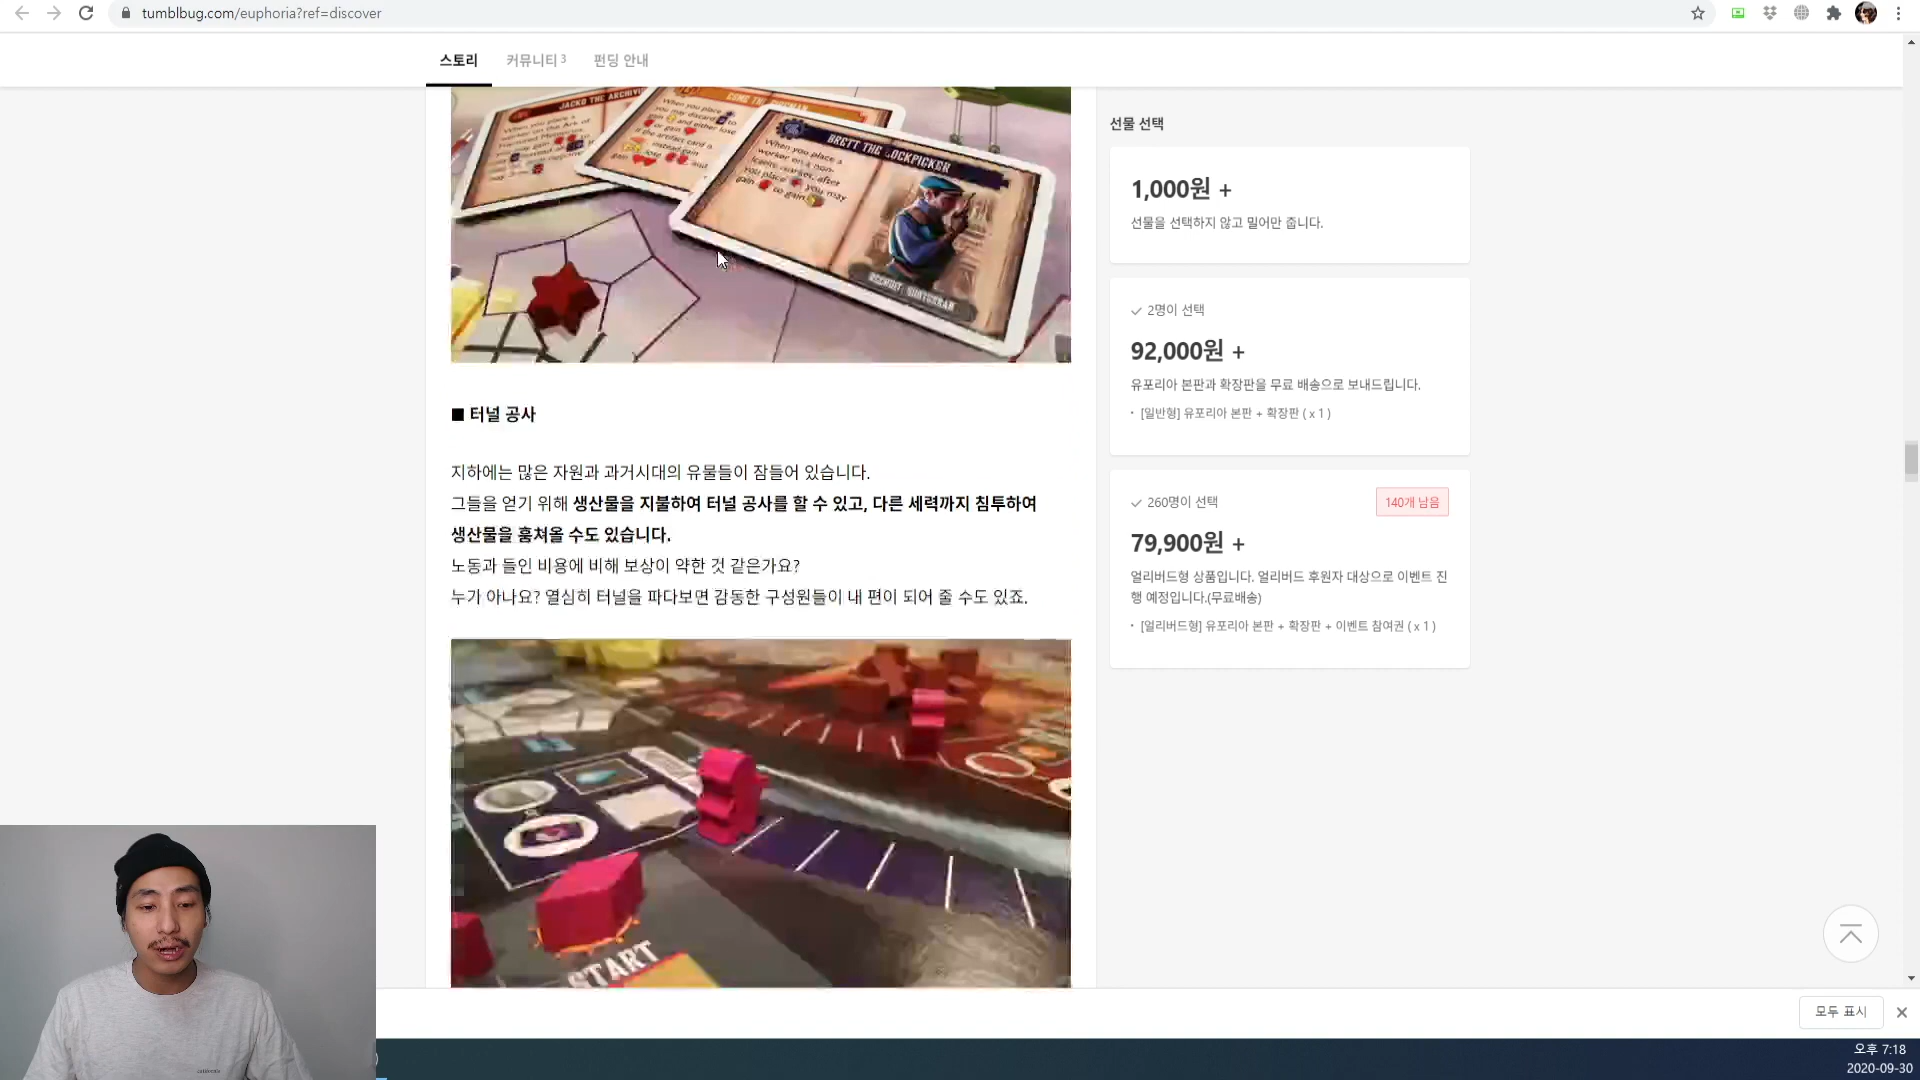 tumblbug.com/euphoria?ref=discover
스토리
커뮤니티 3
펀딩 안내
JACKO THE ARCHIVIST
BRETT THE LOCKPICKER
When you place a
worker on a non-
you place you may
gain to gain
■ 터널 공사
지하에는 많은 자원과 과거시대의 유물들이 잠들어 있습니다.
그들을 얻기 위해 생산물을 지불하여 터널 공사를 할 수 있고, 다른 세력까지 침투하여
생산물을 훔쳐올 수도 있습니다.
노동과 들인 비용에 비해 보상이 약한 것 같은가요?
누가 아나요? 열심히 터널을 파다보면 감동한 구성원들이 내 편이 되어 줄 수도 있죠.
START
선물 선택
1,000원 +
선물을 선택하지 않고 밀어만 줍니다.
2명이 선택
92,000원 +
유포리아 본판과 확장판을 무료 배송으로 보내드립니다.
· [일반형] 유포리아 본판 + 확장판 ( x 1 )
260명이 선택
140개 남음
79,900원 +
얼리버드형 상품입니다. 얼리버드 후원자 대상으로 이벤트 진
행 예정입니다.(무료배송)
· [얼리버드형] 유포리아 본판 + 확장판 + 이벤트 참여권 ( x 1 )
모두 표시
오후 7:18
2020-09-30